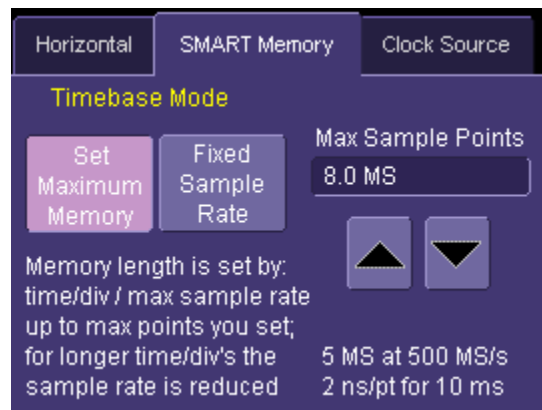 Horizontal
SMART Memory
Clock Source
Timebase Mode
Set
Maximum
Memory
Fixed
Sample
Rate
Max Sample Points
8.0 MS
Memory length is set by:
time/div / max sample rate
up to max points you set;
for longer time/div's the
sample rate is reduced
5 MS at 500 MS/s
2 ns/pt for 10 ms